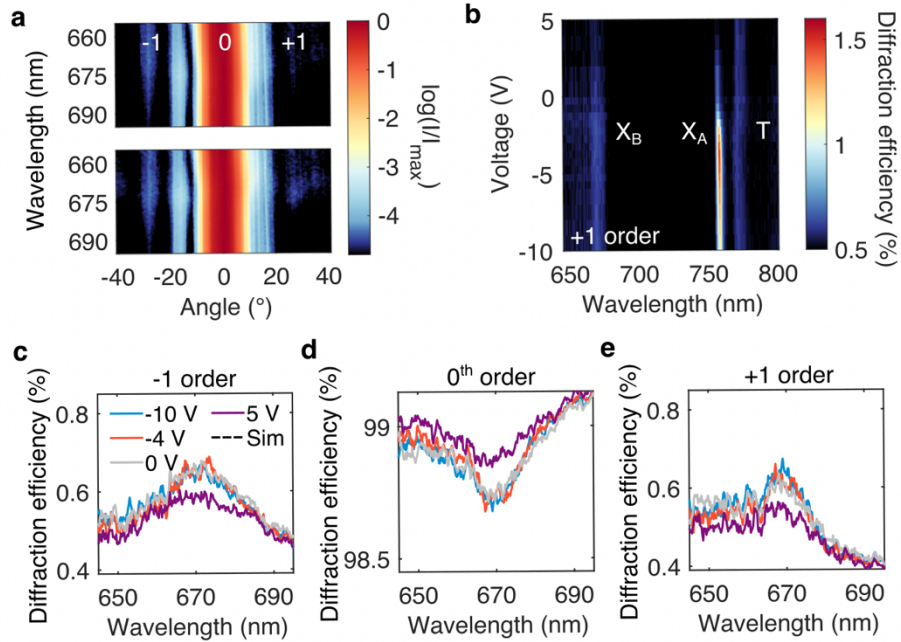 a
-1 0 +1
660
675
690
660
675
690
Wavelength (nm)
-40 -20 0 20 40
Angle (°)
0
-1
-2
-3
-4
log(I/Imax)
b
5
0
-5
-10
Voltage (V)
XB XA T
+1 order
650 700 750 800
Wavelength (nm)
1.5
1
0.5
Diffraction efficiency (%)
c
-1 order
0.8
0.6
0.4
Diffraction efficiency (%)
-10 V 5 V
-4 V Sim
0 V
650 670 690
Wavelength (nm)
d
0th order
99
98.5
Diffraction efficiency (%)
650 670 690
Wavelength (nm)
e
+1 order
0.8
0.6
0.4
Diffraction efficiency (%)
650 670 690
Wavelength (nm)